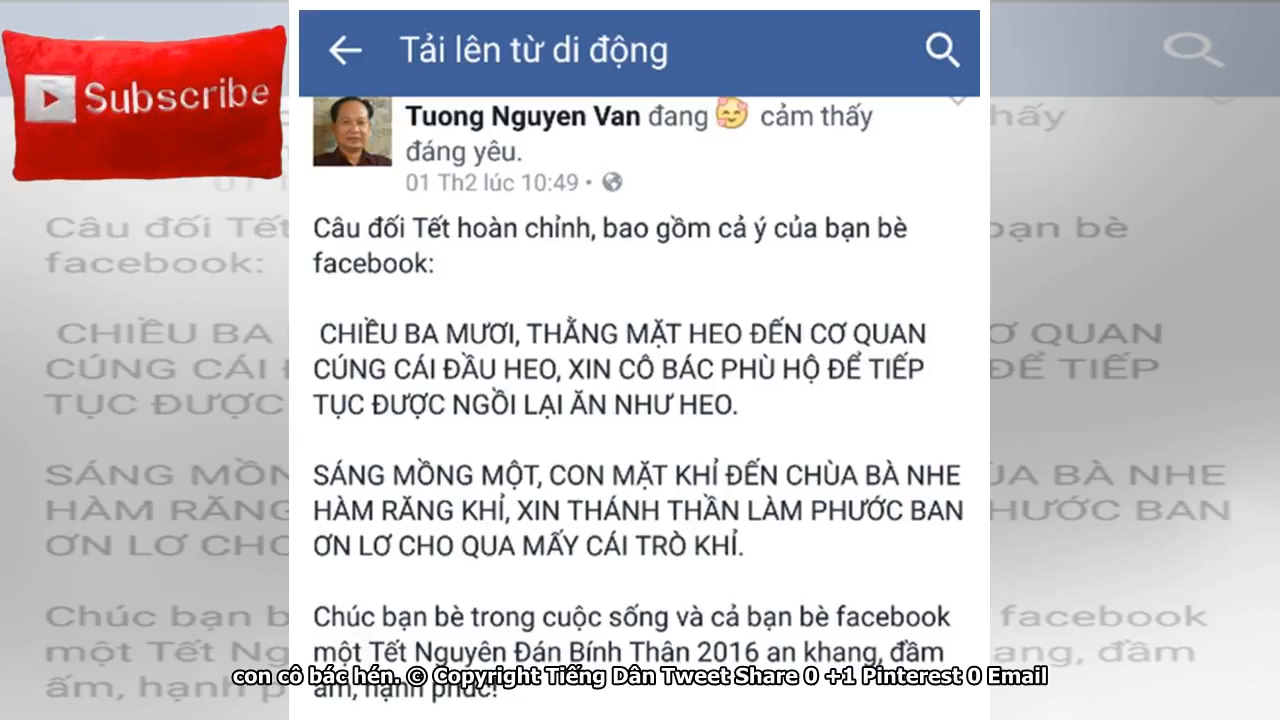 Subscribe
Tải lên từ di động
Tuong Nguyen Van đang 🥰 cảm thấy
đáng yêu.
01 Th2 lúc 10:49 •
Câu đối Tết hoàn chỉnh, bao gồm cả ý của bạn bè
facebook:
CHIỀU BA MƯƠI, THẰNG MẶT HEO ĐẾN CƠ QUAN
CÚNG CÁI ĐẦU HEO, XIN CÔ BÁC PHÙ HỘ ĐỂ TIẾP
TỤC ĐƯỢC NGỒI LẠI ĂN NHƯ HEO.
SÁNG MỒNG MỘT, CON MẶT KHỈ ĐẾN CHÙA BÀ NHE
HÀM RĂNG KHỈ, XIN THÁNH THẦN LÀM PHƯỚC BAN
ƠN LƠ CHO QUA MẤY CÁI TRÒ KHỈ.
Chúc bạn bè trong cuộc sống và cả bạn bè facebook
một Tết Nguyên Đán Bính Thân 2016 an khang, đầm
ấm, hạnh phúc!
con cô bác hén. © Copyright Tiếng Dân Tweet Share 0 +1 Pinterest 0 Email